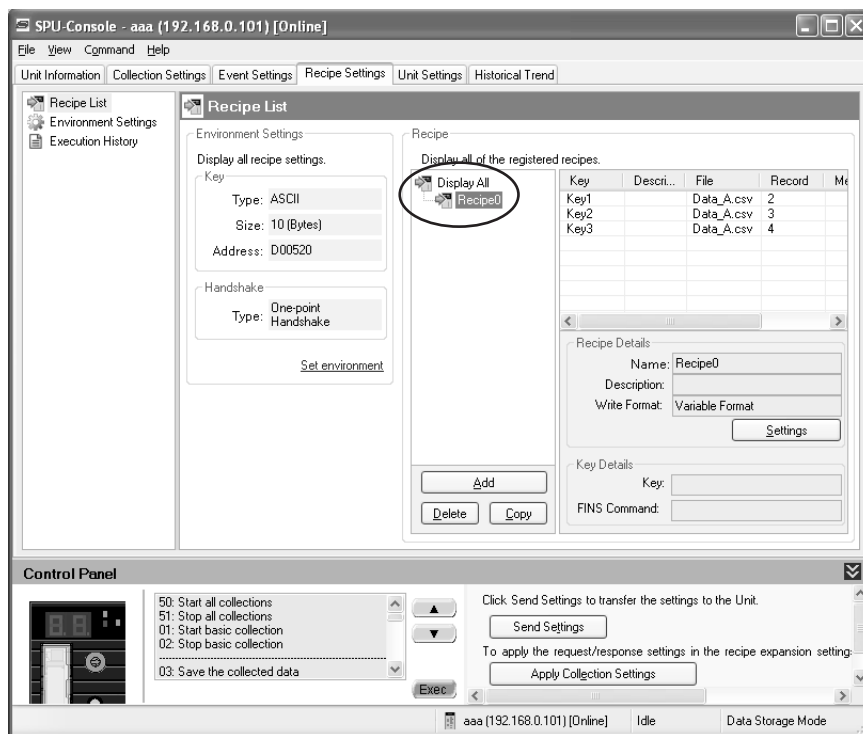 SPU-Console - aaa (192.168.0.101) [Online]
File View Command Help
Unit Information Collection Settings Event Settings Recipe Settings Unit Settings Historical Trend
Recipe List
Environment Settings
Execution History
Recipe List
Environment Settings
Display all recipe settings.
Key
Type: ASCII
Size: 10 (Bytes)
Address: D00520
Handshake
Type: One-point
Handshake
Set environment
Recipe
Display all of the registered recipes.
Display All
Recipe0
Add
Delete Copy
Key Descri... File Record Me
Key1 Data_A.csv 2
Key2 Data_A.csv 3
Key3 Data_A.csv 4
Recipe Details
Name: Recipe0
Description:
Write Format: Variable Format
Settings
Key Details
Key:
FINS Command:
Control Panel
8.8.
50: Start all collections
51: Stop all collections
01: Start basic collection
02: Stop basic collection
03: Save the collected data
Exec
Click Send Settings to transfer the settings to the Unit.
Send Settings
To apply the request/response settings in the recipe expansion setting:
Apply Collection Settings
aaa (192.168.0.101) [Online] Idle Data Storage Mode